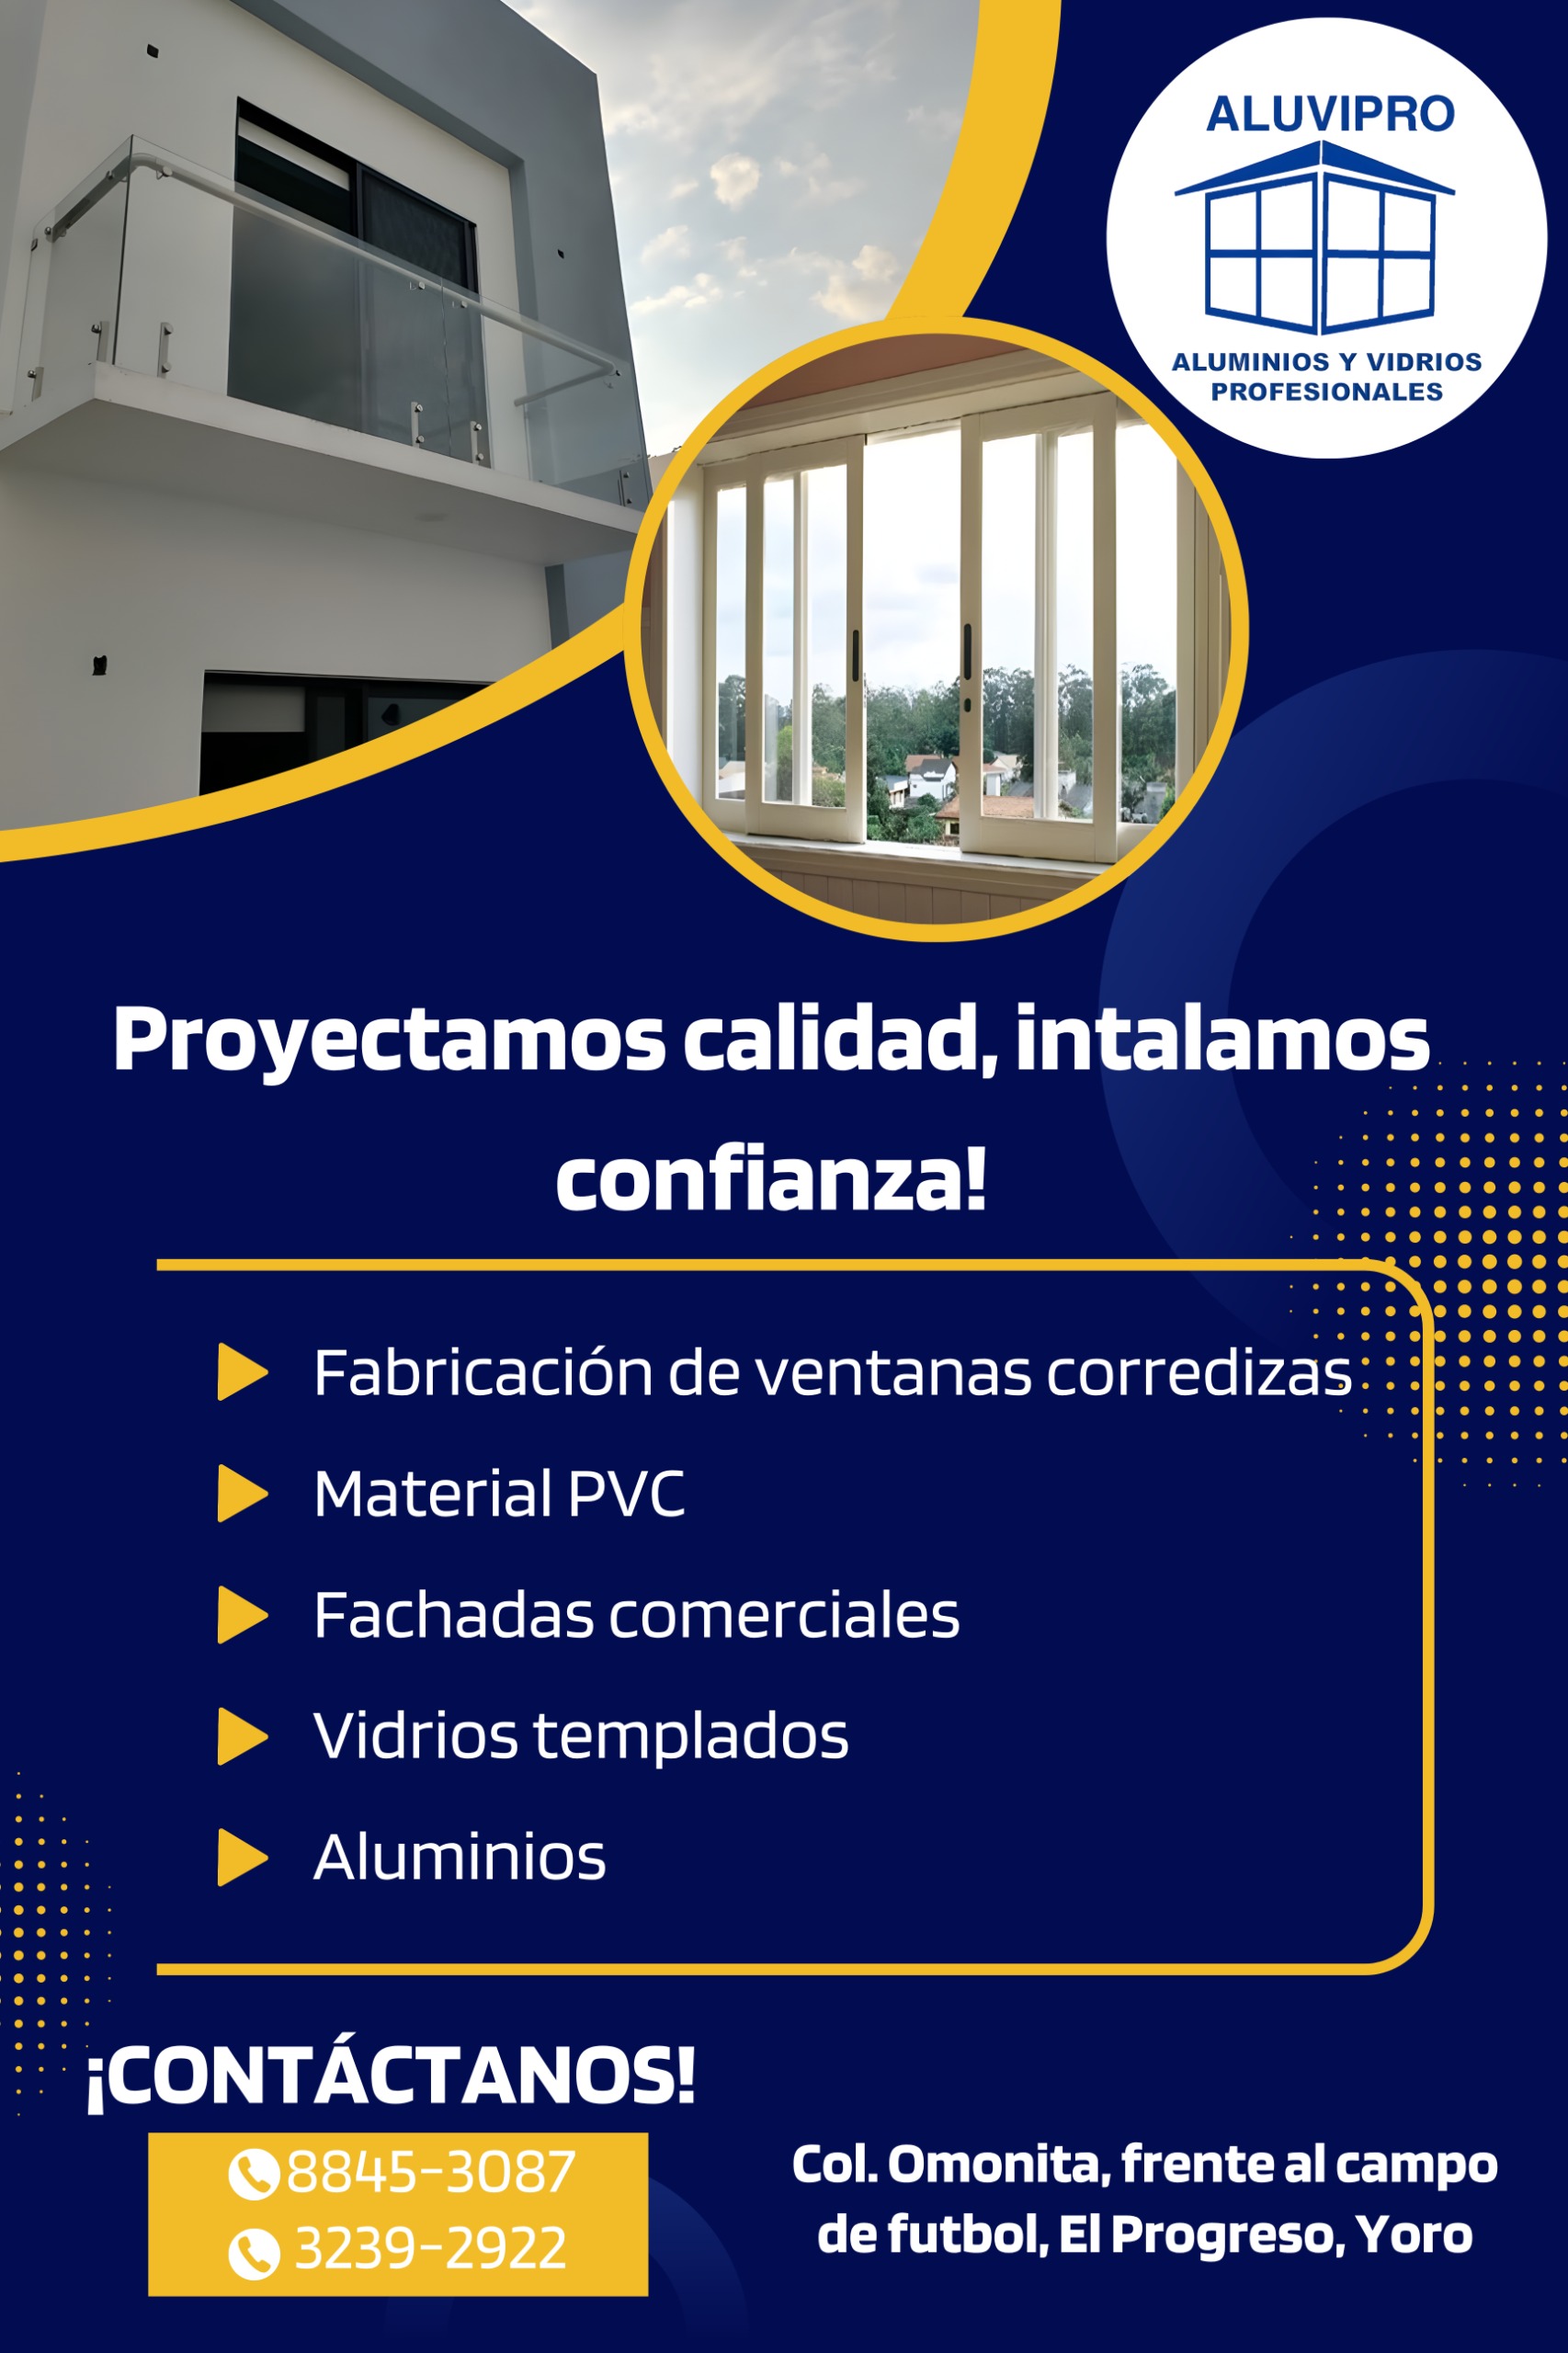 ALUVIPRO
ALUMINIOS Y VIDRIOS
PROFESIONALES
Proyectamos calidad, intalamos
confianza!
Fabricación de ventanas corredizas
Material PVC
Fachadas comerciales
Vidrios templados
Aluminios
¡CONTÁCTANOS!
8845-3087
3239-2922
Col. Omonita, frente al campo
de futbol, El Progreso, Yoro